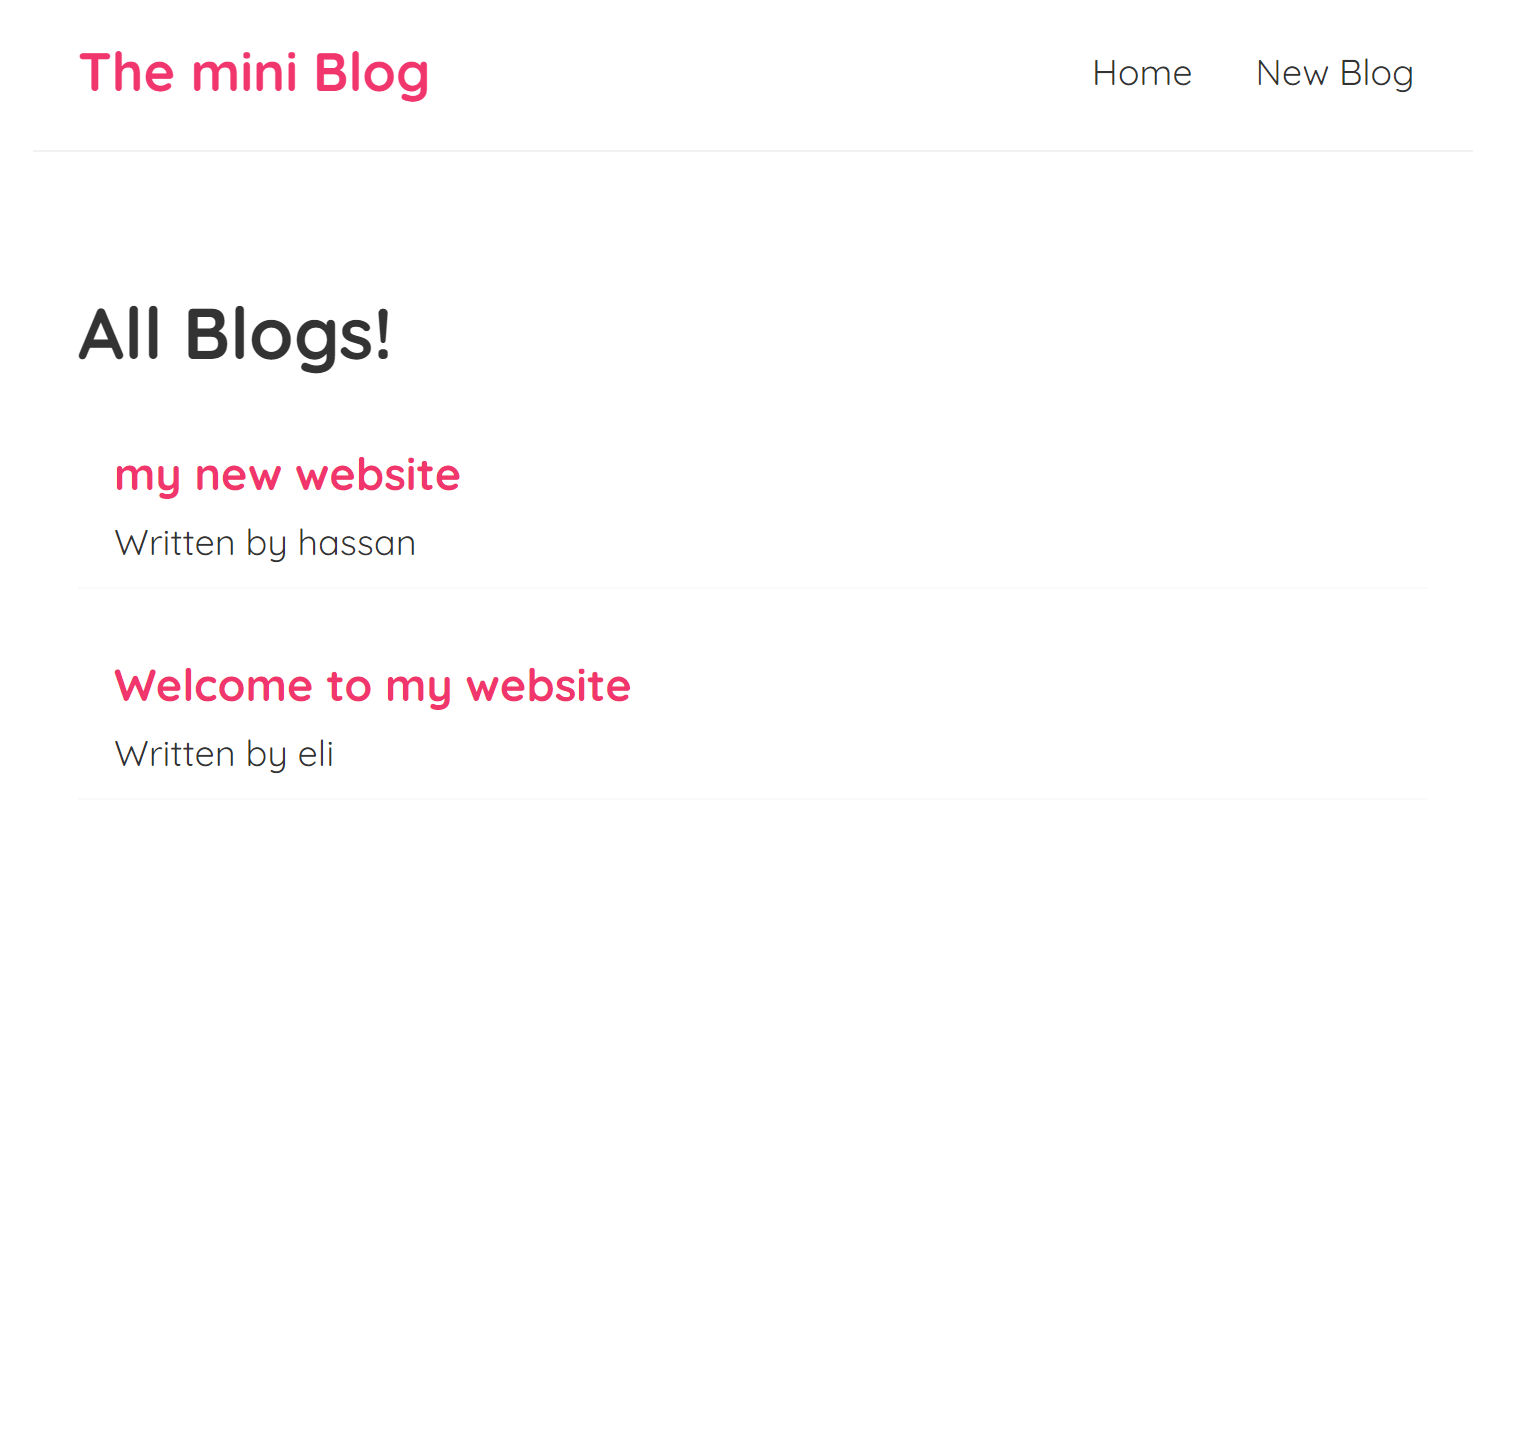 The mini Blog
Home
New Blog
All Blogs!
my new website
Written by hassan
Welcome to my website
Written by eli